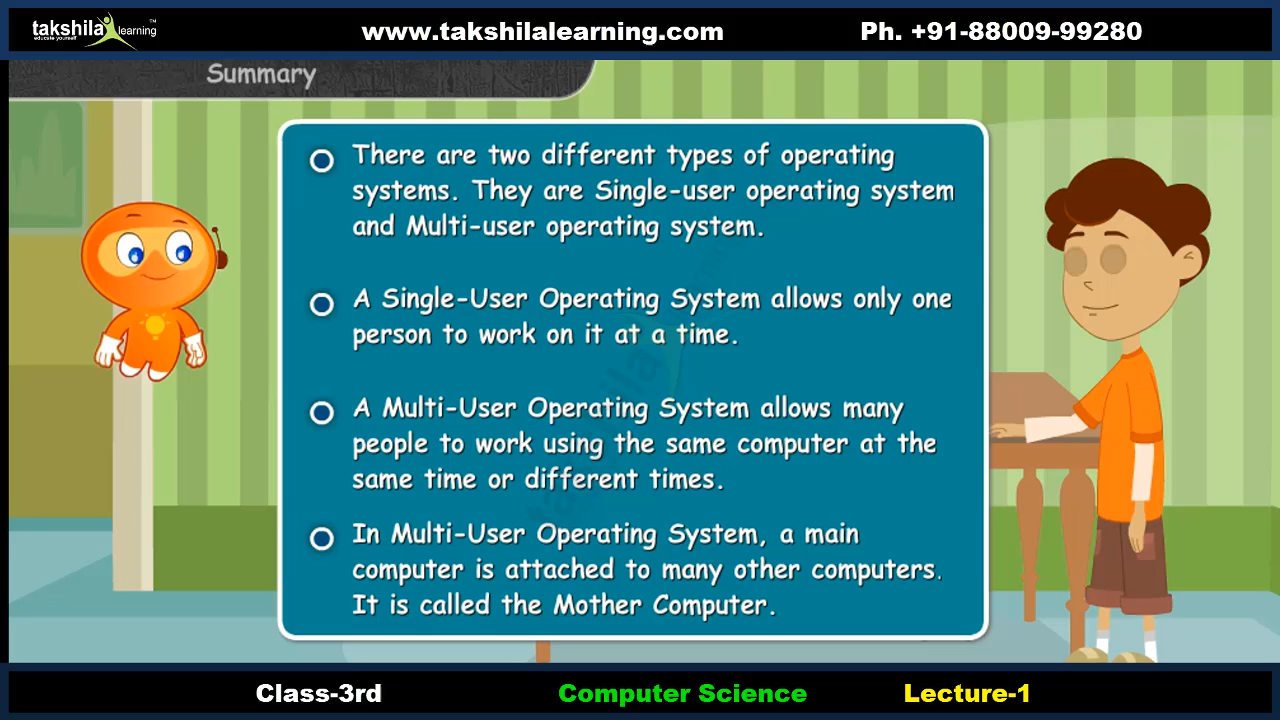 takshila learning
educate yourself
www.takshilalearning.com
Ph. +91-88009-99280
Summary
There are two different types of operating
systems. They are Single-user operating system
and Multi-user operating system.
A Single-User Operating System allows only one
person to work on it at a time.
A Multi-User Operating System allows many
people to work using the same computer at the
same time or different times.
In Multi-User Operating System, a main
computer is attached to many other computers.
It is called the Mother Computer.
Class-3rd
Computer Science
Lecture-1